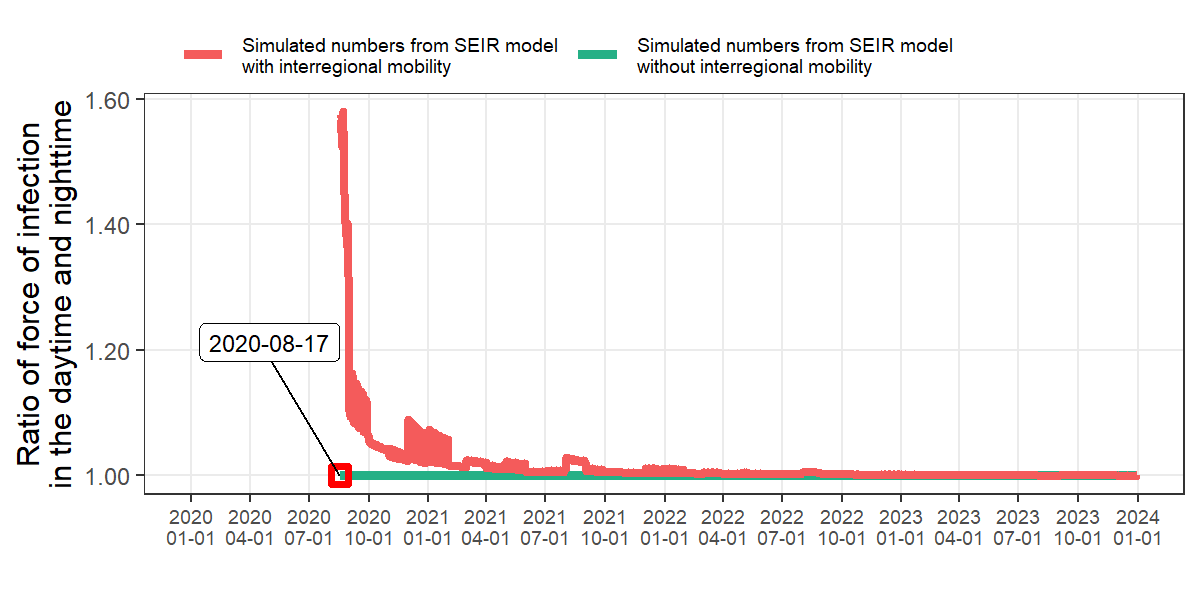 Simulated numbers from SEIR model
with interregional mobility
Simulated numbers from SEIR model
without interregional mobility
Ratio of force of infection
in the daytime and nighttime
1.60
1.40
1.20
1.00
2020-08-17
2020 2020 2020 2020 2021 2021 2021 2021 2022 2022 2022 2022 2023 2023 2023 2023 2024
01-01 04-01 07-01 10-01 01-01 04-01 07-01 10-01 01-01 04-01 07-01 10-01 01-01 04-01 07-01 10-01 01-01